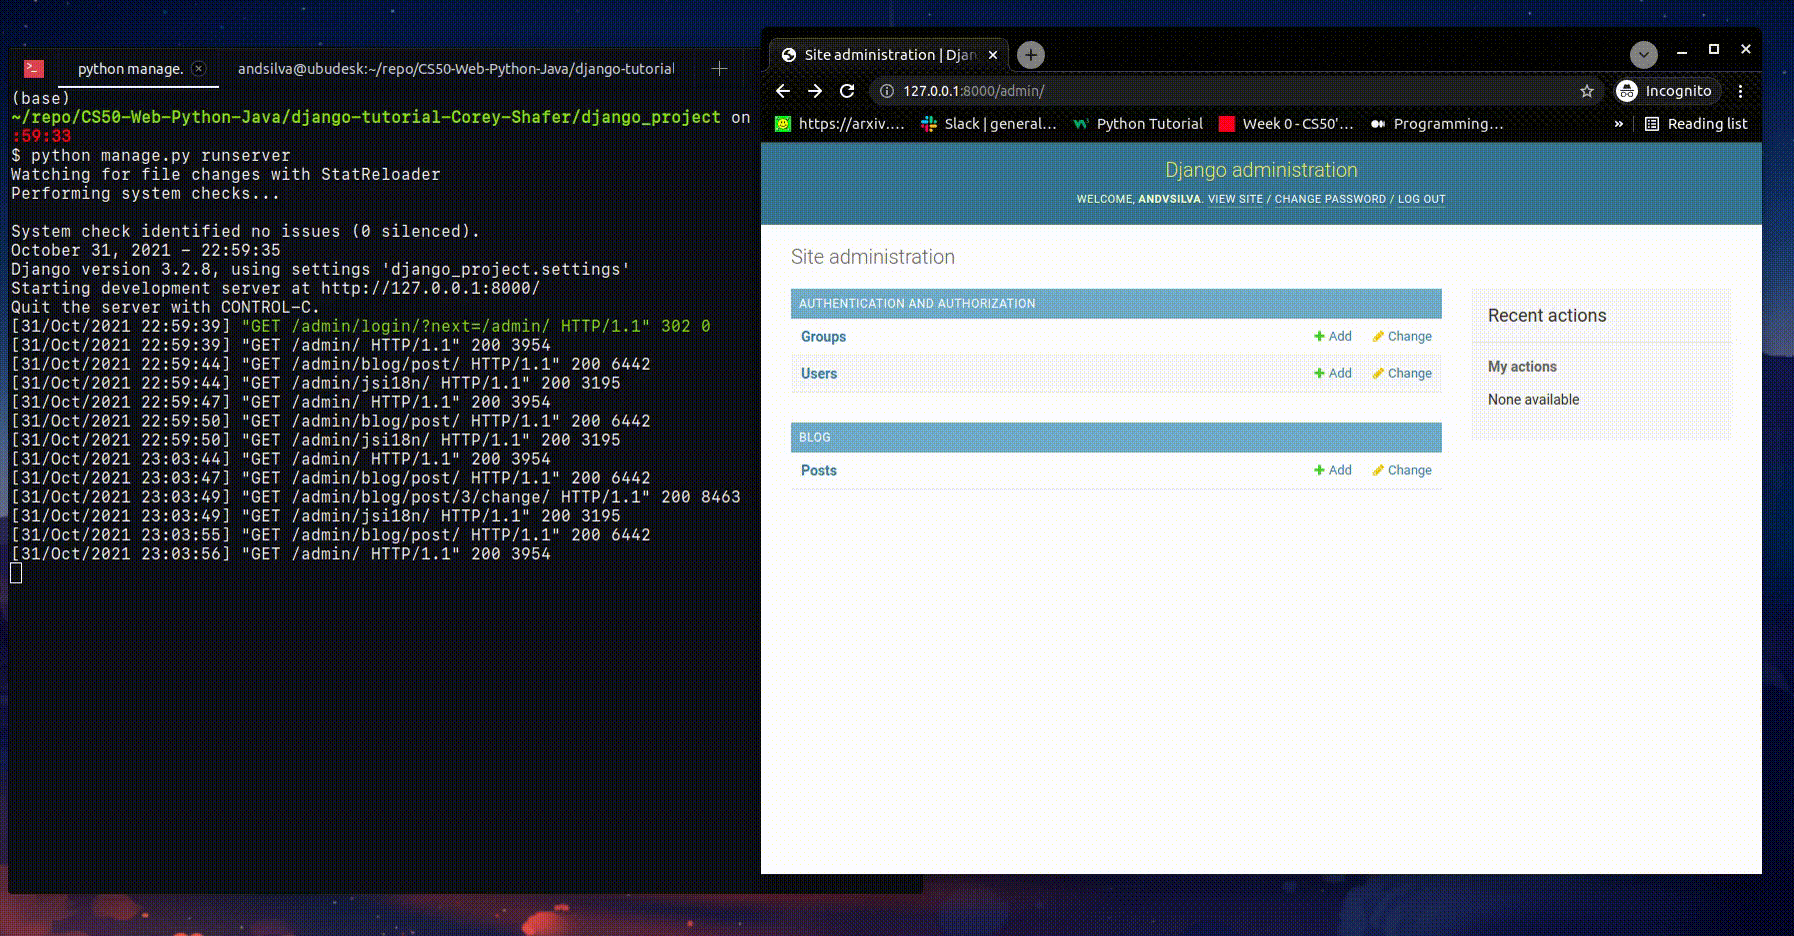 python manage.
andsilva@ubudesk:~/repo/CS50-Web-Python-Java/django-tutorial
(base)
~/repo/CS50-Web-Python-Java/django-tutorial-Corey-Shafer/django_project on
:59:33
$ python manage.py runserver
Watching for file changes with StatReloader
Performing system checks...
System check identified no issues (0 silenced).
October 31, 2021 - 22:59:35
Django version 3.2.8, using settings 'django_project.settings'
Starting development server at http://127.0.0.1:8000/
Quit the server with CONTROL-C.
[31/Oct/2021 22:59:39] "GET /admin/login/?next=/admin/ HTTP/1.1" 302 0
[31/Oct/2021 22:59:39] "GET /admin/ HTTP/1.1" 200 3954
[31/Oct/2021 22:59:44] "GET /admin/blog/post/ HTTP/1.1" 200 6442
[31/Oct/2021 22:59:44] "GET /admin/jsi18n/ HTTP/1.1" 200 3195
[31/Oct/2021 22:59:47] "GET /admin/ HTTP/1.1" 200 3954
[31/Oct/2021 22:59:50] "GET /admin/blog/post/ HTTP/1.1" 200 6442
[31/Oct/2021 22:59:50] "GET /admin/jsi18n/ HTTP/1.1" 200 3195
[31/Oct/2021 23:03:44] "GET /admin/ HTTP/1.1" 200 3954
[31/Oct/2021 23:03:47] "GET /admin/blog/post/ HTTP/1.1" 200 6442
[31/Oct/2021 23:03:49] "GET /admin/blog/post/3/change/ HTTP/1.1" 200 8463
[31/Oct/2021 23:03:49] "GET /admin/jsi18n/ HTTP/1.1" 200 3195
[31/Oct/2021 23:03:55] "GET /admin/blog/post/ HTTP/1.1" 200 6442
[31/Oct/2021 23:03:56] "GET /admin/ HTTP/1.1" 200 3954
Site administration | Djan
127.0.0.1:8000/admin/
Incognito
https://arxiv.... Slack | general... Python Tutorial Week 0 - CS50'... Programming... » Reading list
Django administration
WELCOME, ANDVSILVA. VIEW SITE / CHANGE PASSWORD / LOG OUT
Site administration
AUTHENTICATION AND AUTHORIZATION
Groups Add Change
Users Add Change
BLOG
Posts Add Change
Recent actions
My actions
None available